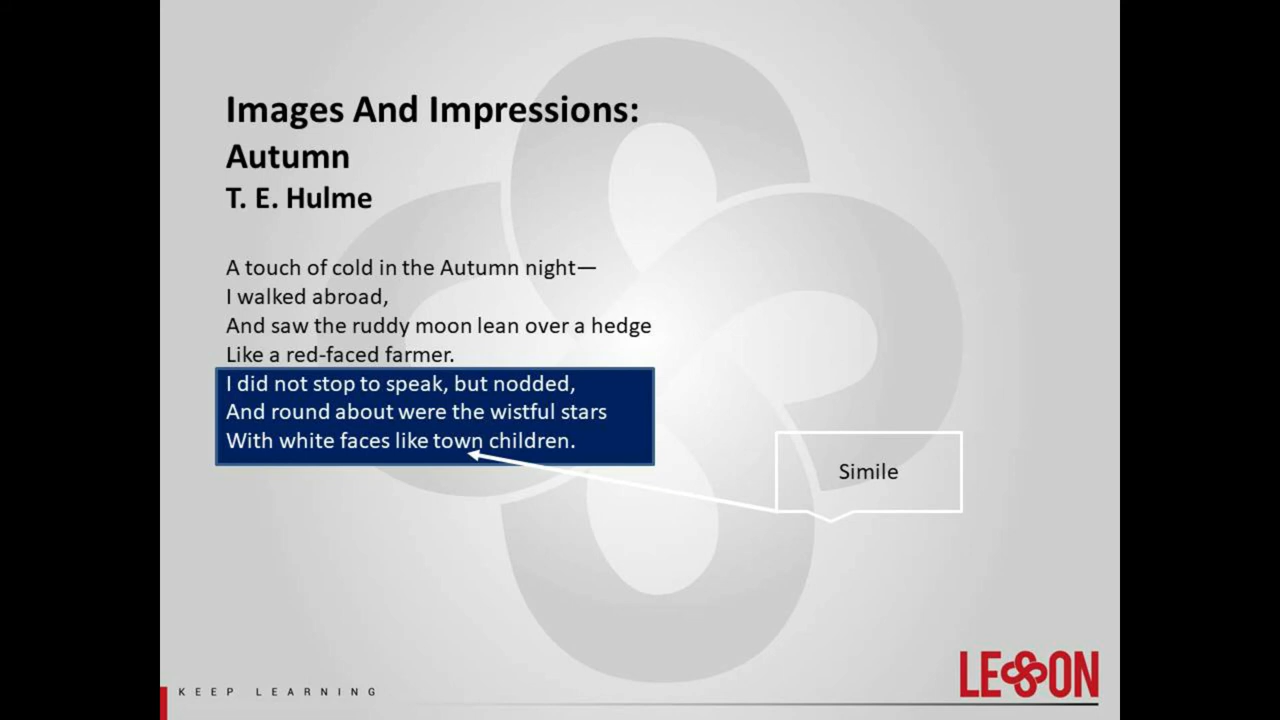 Images And Impressions:
Autumn
T. E. Hulme
A touch of cold in the Autumn night—
I walked abroad,
And saw the ruddy moon lean over a hedge
Like a red-faced farmer.
I did not stop to speak, but nodded,
And round about were the wistful stars
With white faces like town children.
Simile
KEEP LEARNING
LESSON